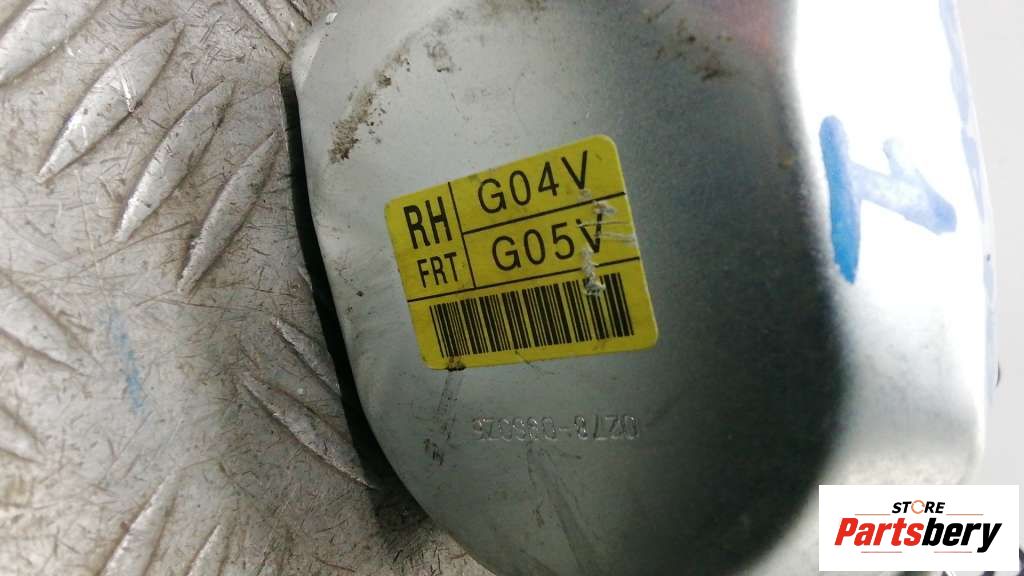 RH G04V
FRT G05V
STORE
Partsbery